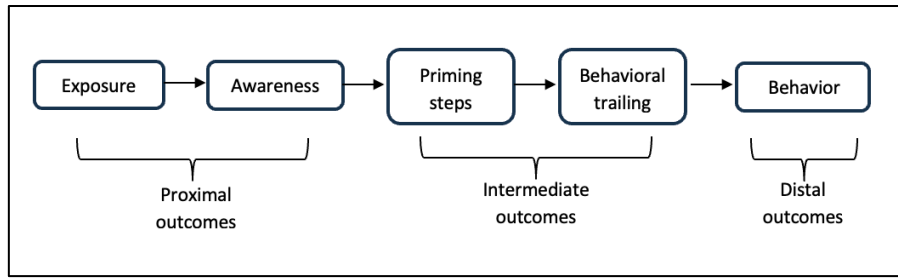 Exposure
Awareness
Priming
steps
Behavioral
trailing
Behavior
Proximal
outcomes
Intermediate
outcomes
Distal
outcomes